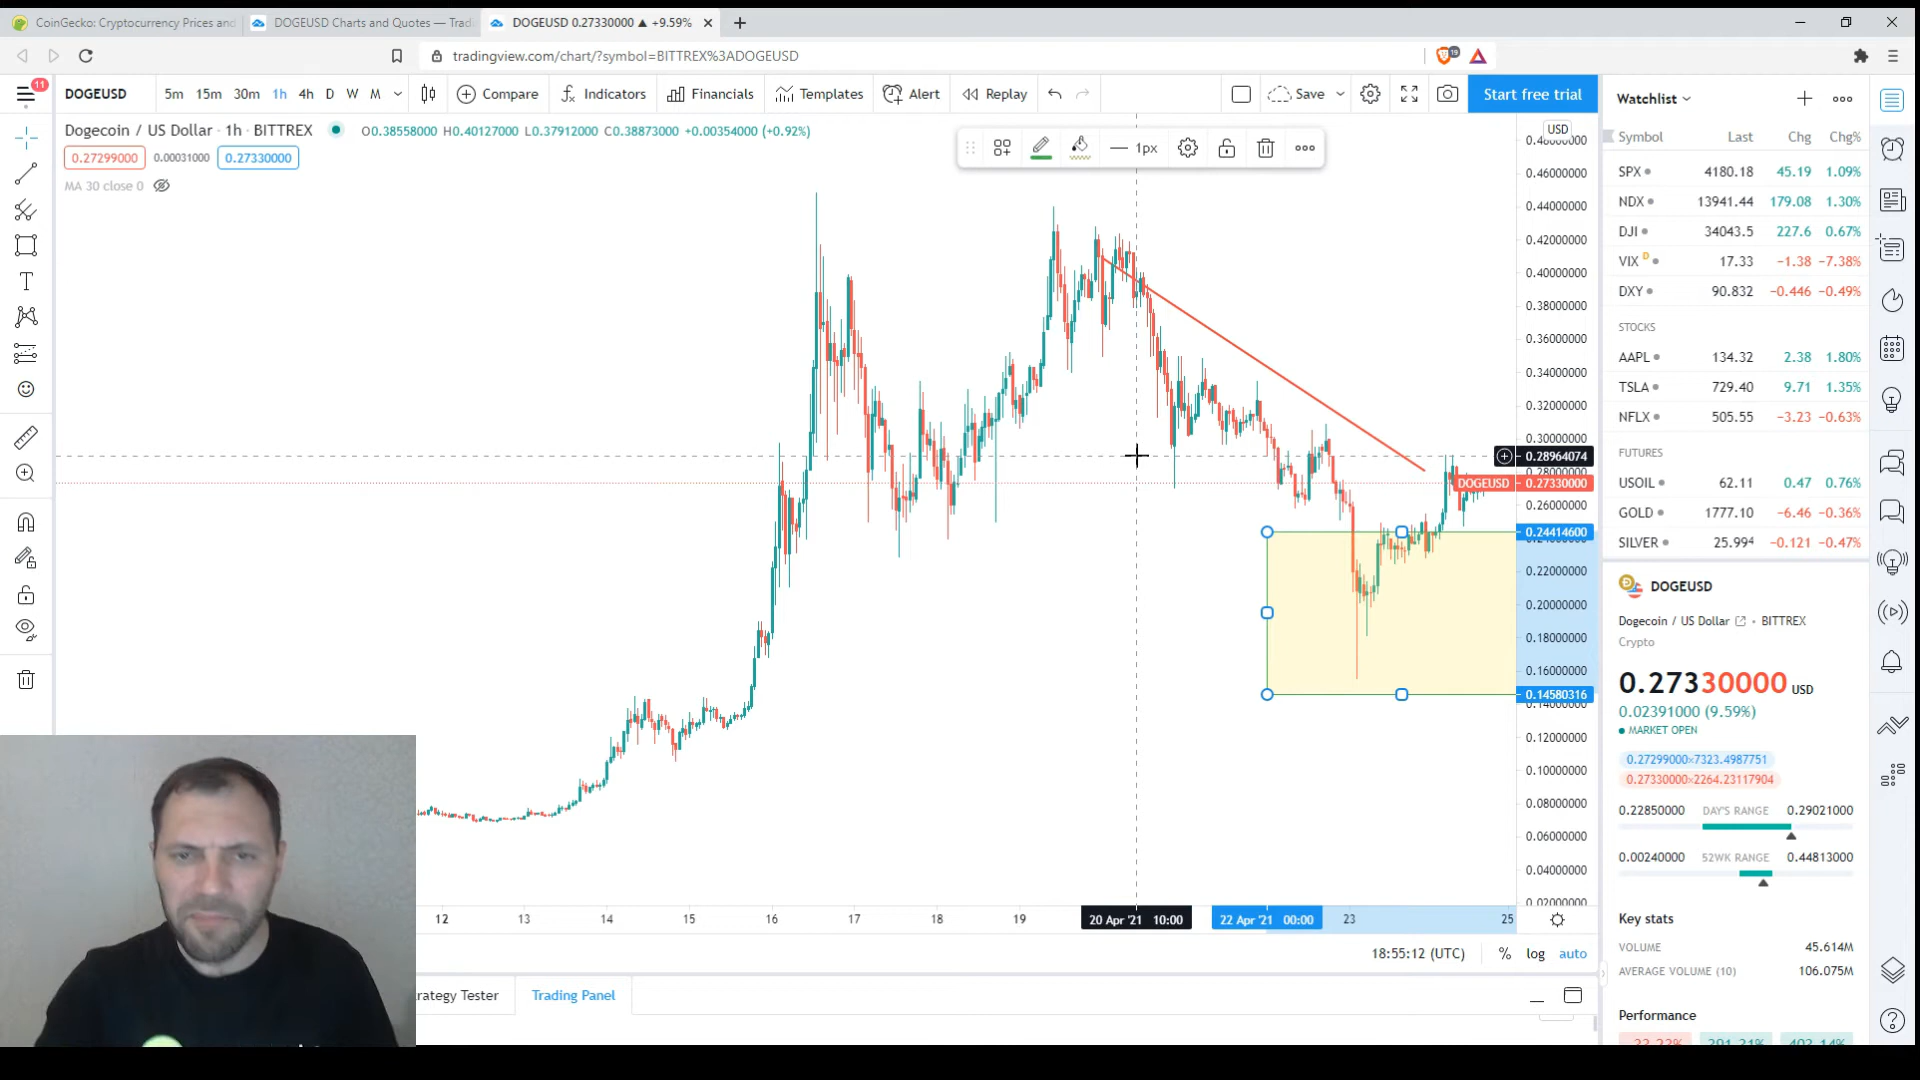 CoinGecko: Cryptocurrency Prices and
DOGEUSD Charts and Quotes — Tradi
DOGEUSD 0.27330000 ▲ +9.59%
tradingview.com/chart/?symbol=BITTREX%3ADOGEUSD
19
11
DOGEUSD 5m 15m 30m 1h 4h D W M Compare Indicators Financials Templates Alert Replay Save Start free trial
Dogecoin / US Dollar · 1h · BITTREX O0.38558000 H0.40127000 L0.37912000 C0.38873000 +0.00354000 (+0.92%)
0.27299000 0.00031000 0.27330000
MA 30 close 0
1px
USD
0.46000000
0.44000000
0.42000000
0.40000000
0.38000000
0.36000000
0.34000000
0.32000000
0.30000000
0.28964074
DOGEUSD 0.27330000
0.26000000
0.24414600
0.22000000
0.20000000
0.18000000
0.16000000
0.14580316
0.14000000
0.12000000
0.10000000
0.08000000
0.06000000
0.04000000
0.02000000
12 13 14 15 16 17 18 19 20 Apr '21 10:00 22 Apr '21 00:00 23 25
18:55:12 (UTC) % log auto
rategy Tester Trading Panel
Watchlist
Symbol Last Chg Chg%
SPX 4180.18 45.19 1.09%
NDX 13941.44 179.08 1.30%
DJI 34043.5 227.6 0.67%
VIX D 17.33 −1.38 −7.38%
DXY 90.832 −0.446 −0.49%
STOCKS
AAPL 134.32 2.38 1.80%
TSLA 729.40 9.71 1.35%
NFLX 505.55 −3.23 −0.63%
FUTURES
USOIL 62.11 0.47 0.76%
GOLD 1777.10 −6.46 −0.36%
SILVER 25.994 −0.121 −0.47%
DOGEUSD
Dogecoin / US Dollar · BITTREX
Crypto
0.27330000 USD
0.02391000 (9.59%)
MARKET OPEN
0.27299000×7323.4987751
0.27330000×2264.23117904
0.22850000 DAY'S RANGE 0.29021000
0.00240000 52WK RANGE 0.44813000
Key stats
VOLUME 45.614M
AVERAGE VOLUME (10) 106.075M
Performance